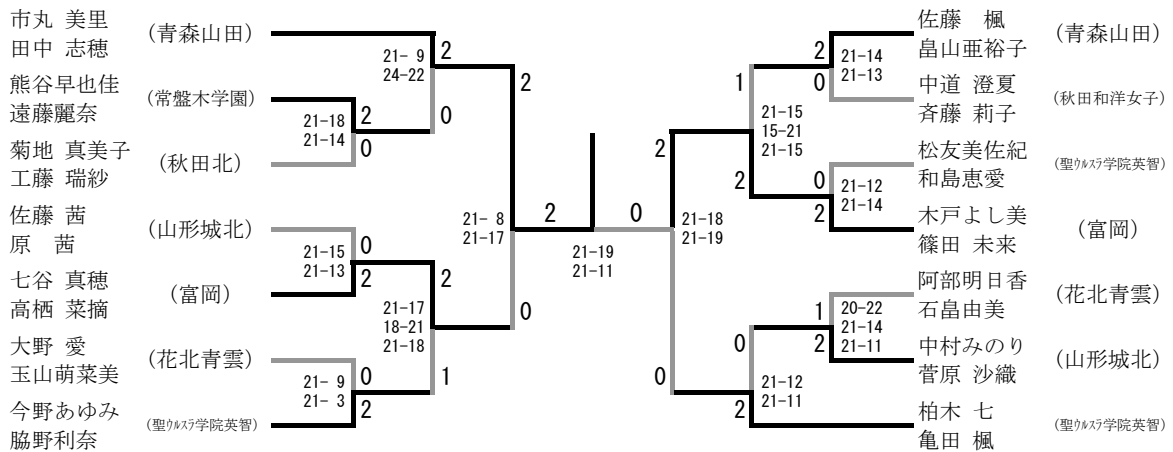 市丸 美里
田中 志穂
(青森山田)
熊谷早也佳
遠藤麗奈
(常盤木学園)
菊地 真美子
工藤 瑞紗
(秋田北)
佐藤 茜
原 茜
(山形城北)
七谷 真穂
高栖 菜摘
(富岡)
大野 愛
玉山萌菜美
(花北青雲)
今野あゆみ
脇野利奈
(聖ウルスラ学院英智)
2
21- 9
24-22
0
2
21-18
21-14
0
0
21-15
21-13
2
2
21-17
18-21
21-18
1
0
21- 9
21- 3
2
2
21- 8
21-17
0
2
0
21-19
21-11
2
21-18
21-19
0
1
21-15
15-21
21-15
2
2
21-14
21-13
0
0
21-12
21-14
2
1
20-22
21-14
21-11
2
0
21-12
21-11
2
佐藤 楓
畠山亜裕子
(青森山田)
中道 澄夏
斉藤 莉子
(秋田和洋女子)
松友美佐紀
和島恵愛
(聖ウルスラ学院英智)
木戸よし美
篠田 未来
(富岡)
阿部明日香
石畠由美
(花北青雲)
中村みのり
菅原 沙織
(山形城北)
柏木 七
亀田 楓
(聖ウルスラ学院英智)